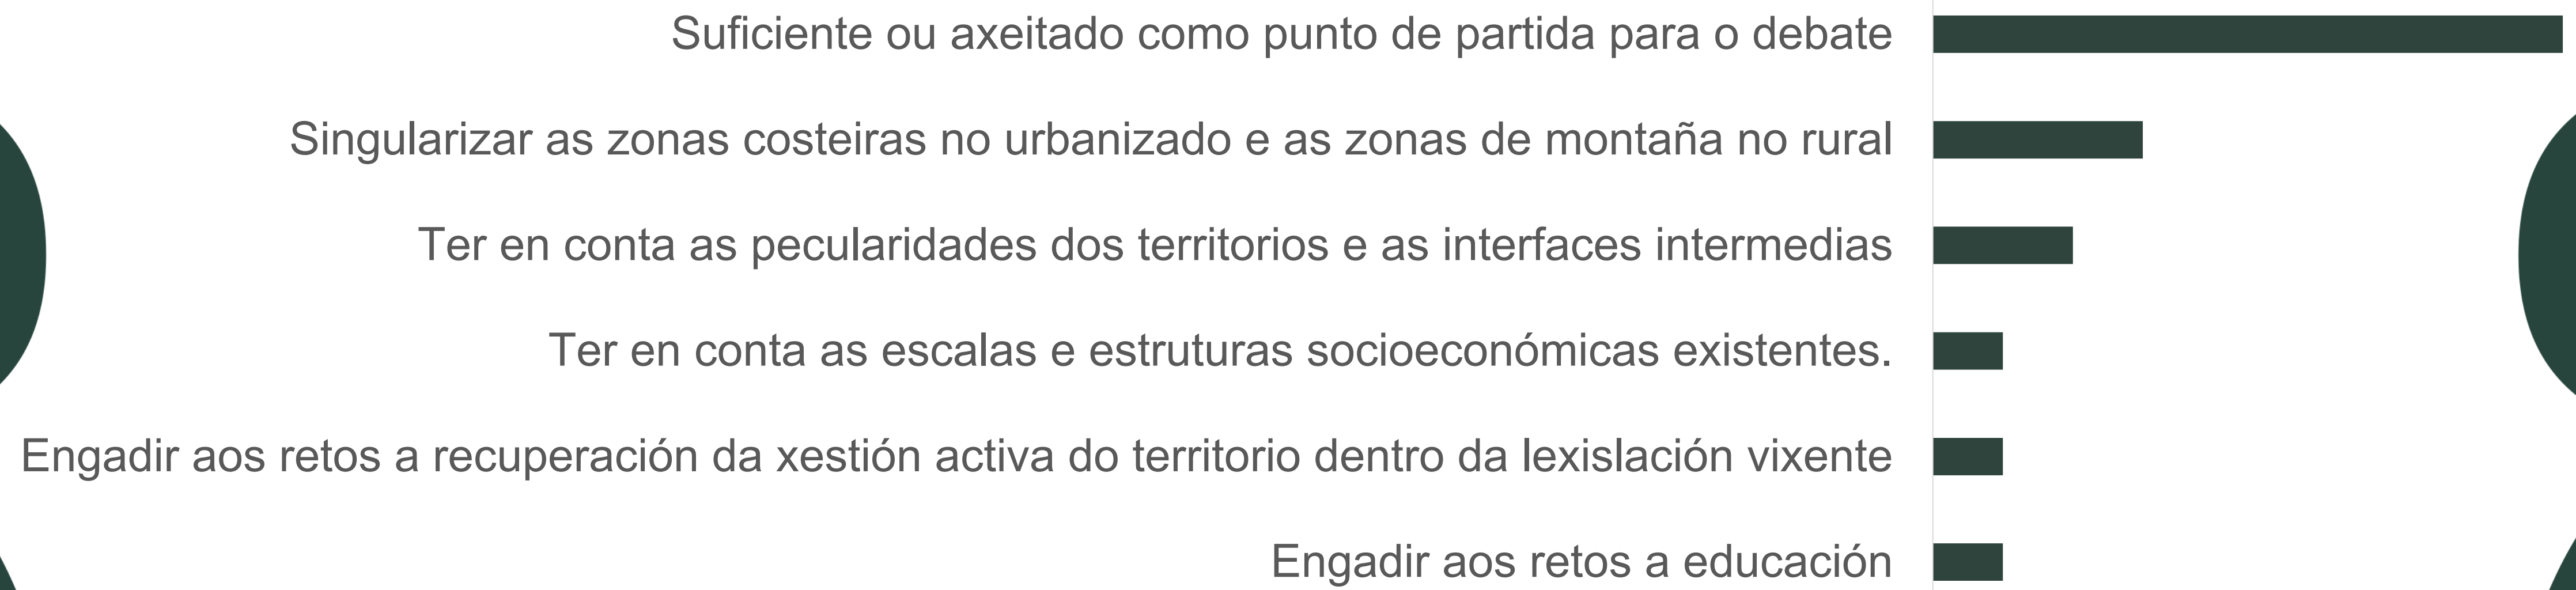 Suficiente ou axeitado como punto de partida para o debate
Singularizar as zonas costeiras no urbanizado e as zonas de montaña no rural
Ter en conta as pecularidades dos territorios e as interfaces intermedias
Ter en conta as escalas e estruturas socioeconómicas existentes.
Engadir aos retos a recuperación da xestión activa do territorio dentro da lexislación vixente
Engadir aos retos a educación